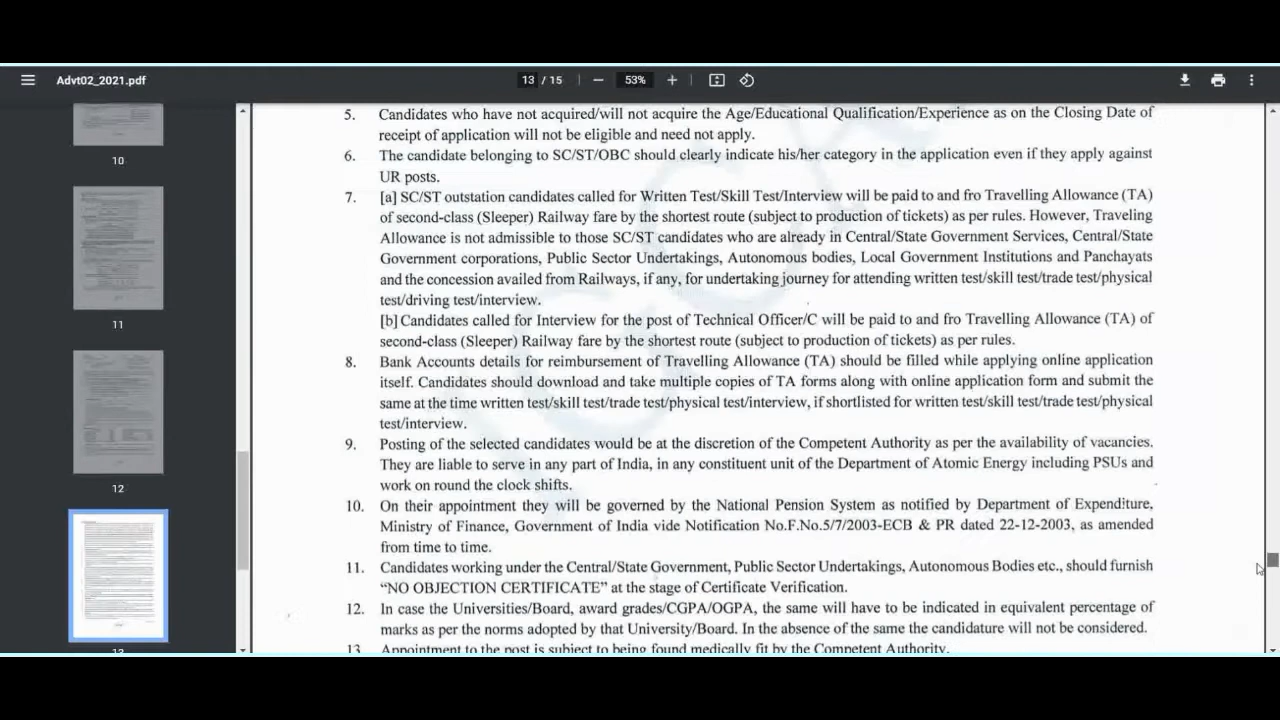 Advt02_2021.pdf
13 / 15
53%
10
11
12
13
5. Candidates who have not acquired/will not acquire the Age/Educational Qualification/Experience as on the Closing Date of
receipt of application will not be eligible and need not apply.
6. The candidate belonging to SC/ST/OBC should clearly indicate his/her category in the application even if they apply against
UR posts.
7. [a] SC/ST outstation candidates called for Written Test/Skill Test/Interview will be paid to and fro Travelling Allowance (TA)
of second-class (Sleeper) Railway fare by the shortest route (subject to production of tickets) as per rules. However, Traveling
Allowance is not admissible to those SC/ST candidates who are already in Central/State Government Services, Central/State
Government corporations, Public Sector Undertakings, Autonomous bodies, Local Government Institutions and Panchayats
and the concession availed from Railways, if any, for undertaking journey for attending written test/skill test/trade test/physical
test/driving test/interview.
[b] Candidates called for Interview for the post of Technical Officer/C will be paid to and fro Travelling Allowance (TA) of
second-class (Sleeper) Railway fare by the shortest route (subject to production of tickets) as per rules.
8. Bank Accounts details for reimbursement of Travelling Allowance (TA) should be filled while applying online application
itself. Candidates should download and take multiple copies of TA forms along with online application form and submit the
same at the time written test/skill test/trade test/physical test/interview, if shortlisted for written test/skill test/trade test/physical
test/interview.
9. Posting of the selected candidates would be at the discretion of the Competent Authority as per the availability of vacancies.
They are liable to serve in any part of India, in any constituent unit of the Department of Atomic Energy including PSUs and
work on round the clock shifts.
10. On their appointment they will be governed by the National Pension System as notified by Department of Expenditure,
Ministry of Finance, Government of India vide Notification No.F.No.5/7/2003-ECB & PR dated 22-12-2003, as amended
from time to time.
11. Candidates working under the Central/State Government, Public Sector Undertakings, Autonomous Bodies etc., should furnish
“NO OBJECTION CERTIFICATE” at the stage of Certificate Verification.
12. In case the Universities/Board, award grades/CGPA/OGPA, the same will have to be indicated in equivalent percentage of
marks as per the norms adopted by that University/Board. In the absence of the same the candidature will not be considered.
13. Appointment to the post is subject to being found medically fit by the Competent Authority.